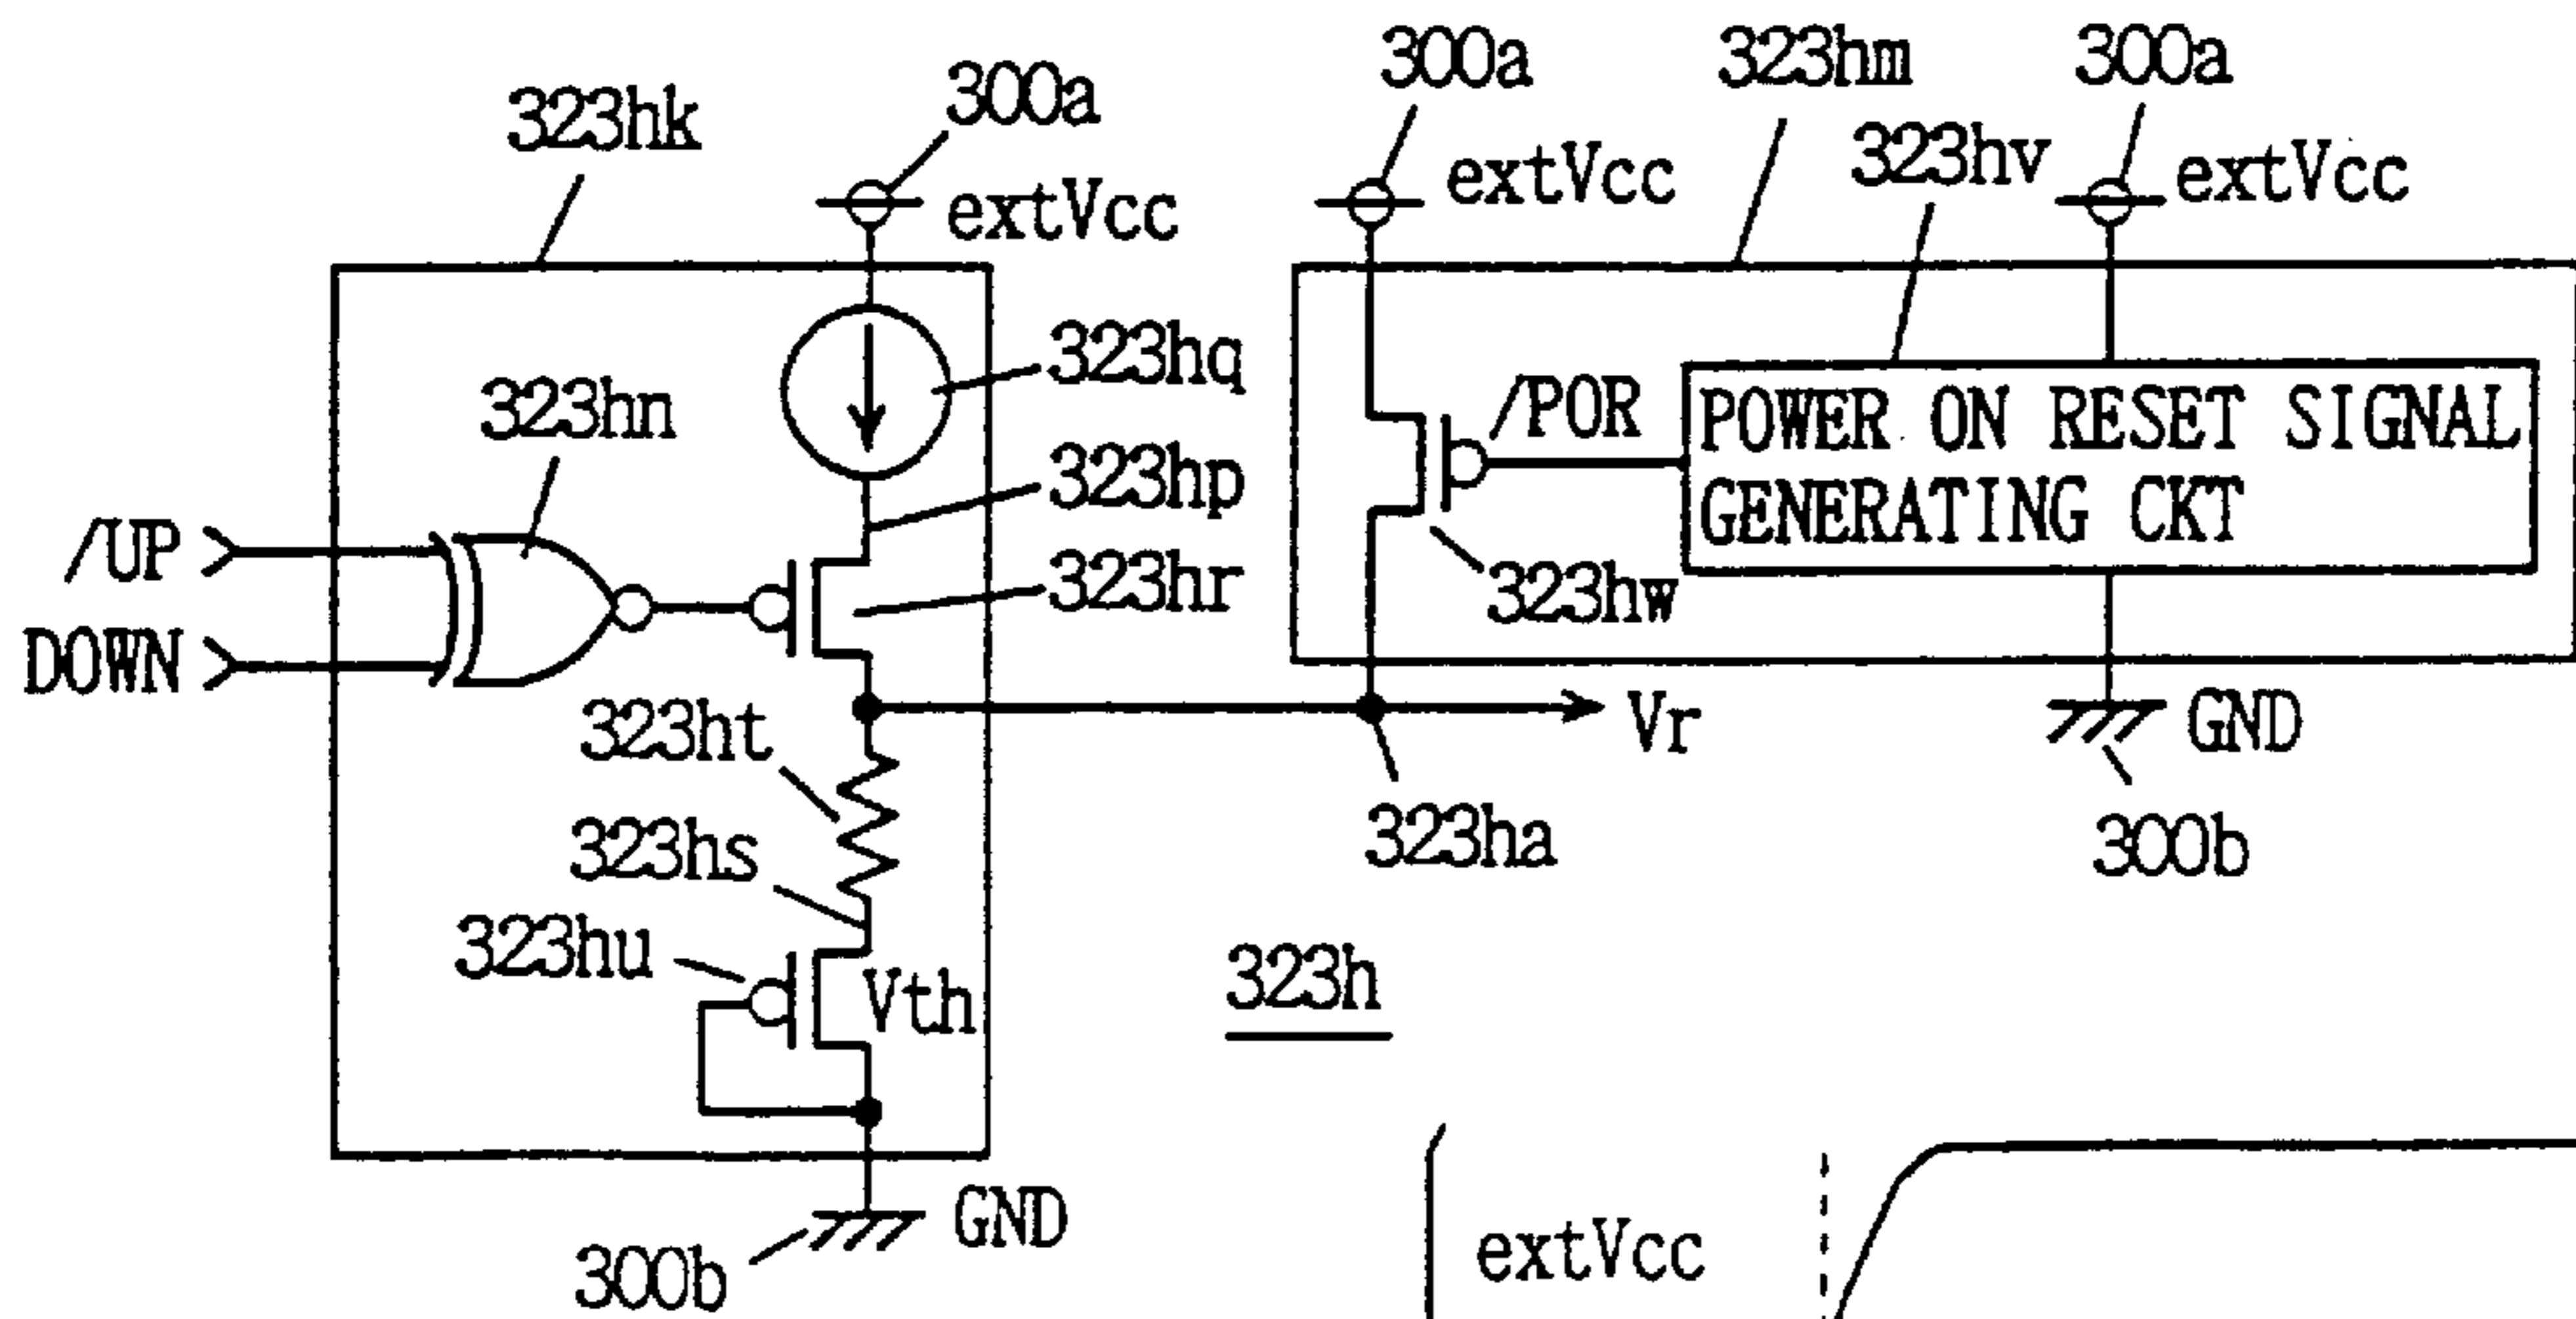 300a
323hm
300a
323hk
300a
323hv
extVcc
extVcc
extVcc
323hq
323hn
/POR
POWER ON RESET SIGNAL
GENERATING CKT
323hp
/UP
323hr
323hw
DOWN
323ht
Vr
GND
323hs
323ha
300b
323hu
Vth
323h
GND
extVcc
300b